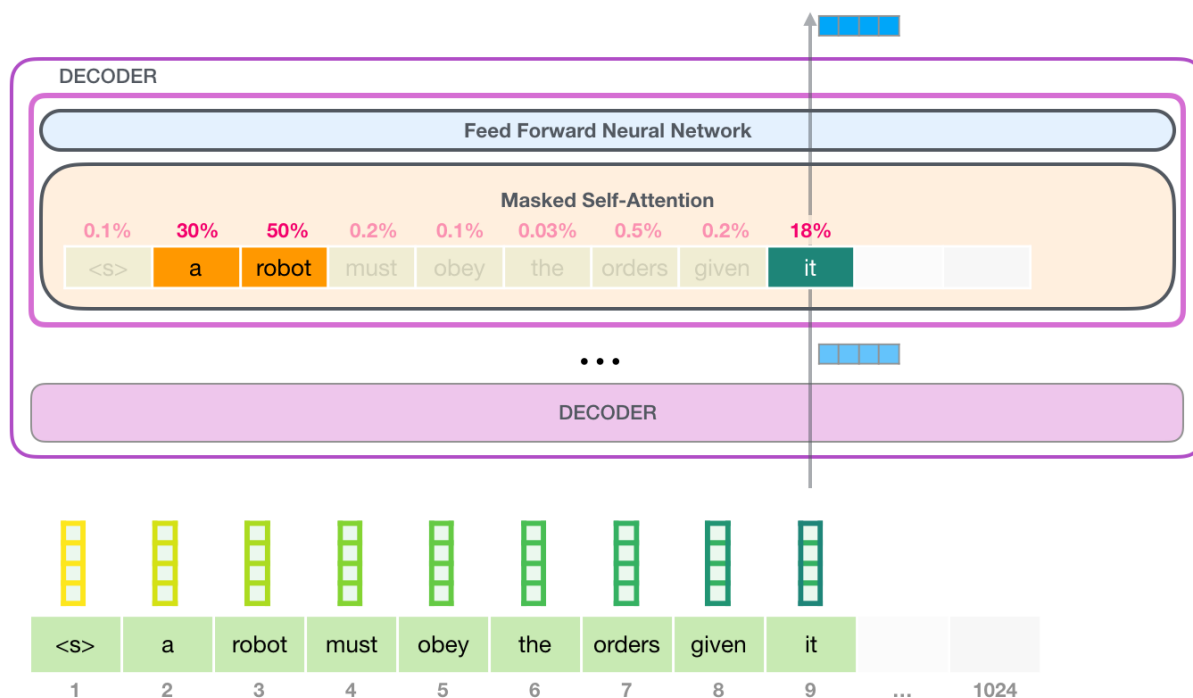 DECODER
Feed Forward Neural Network
Masked Self-Attention
0.1% 30% 50% 0.2% 0.1% 0.03% 0.5% 0.2% 18%
<s> a robot must obey the orders given it
...
DECODER
<s> a robot must obey the orders given it
1 2 3 4 5 6 7 8 9 ... 1024